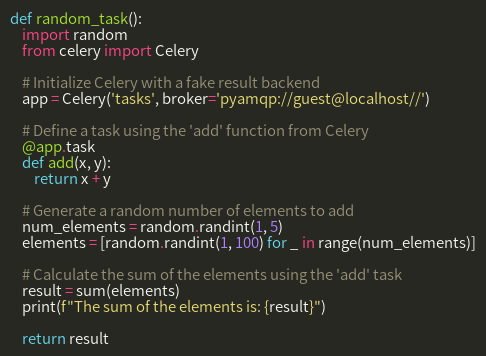 def random_task():
    import random
    from celery import Celery

    # Initialize Celery with a fake result backend
    app = Celery('tasks', broker='pyamqp://guest@localhost//')

    # Define a task using the 'add' function from Celery
    @app.task
    def add(x, y):
        return x + y

    # Generate a random number of elements to add
    num_elements = random.randint(1, 5)
    elements = [random.randint(1, 100) for _ in range(num_elements)]

    # Calculate the sum of the elements using the 'add' task
    result = sum(elements)
    print(f"The sum of the elements is: {result}")

    return result